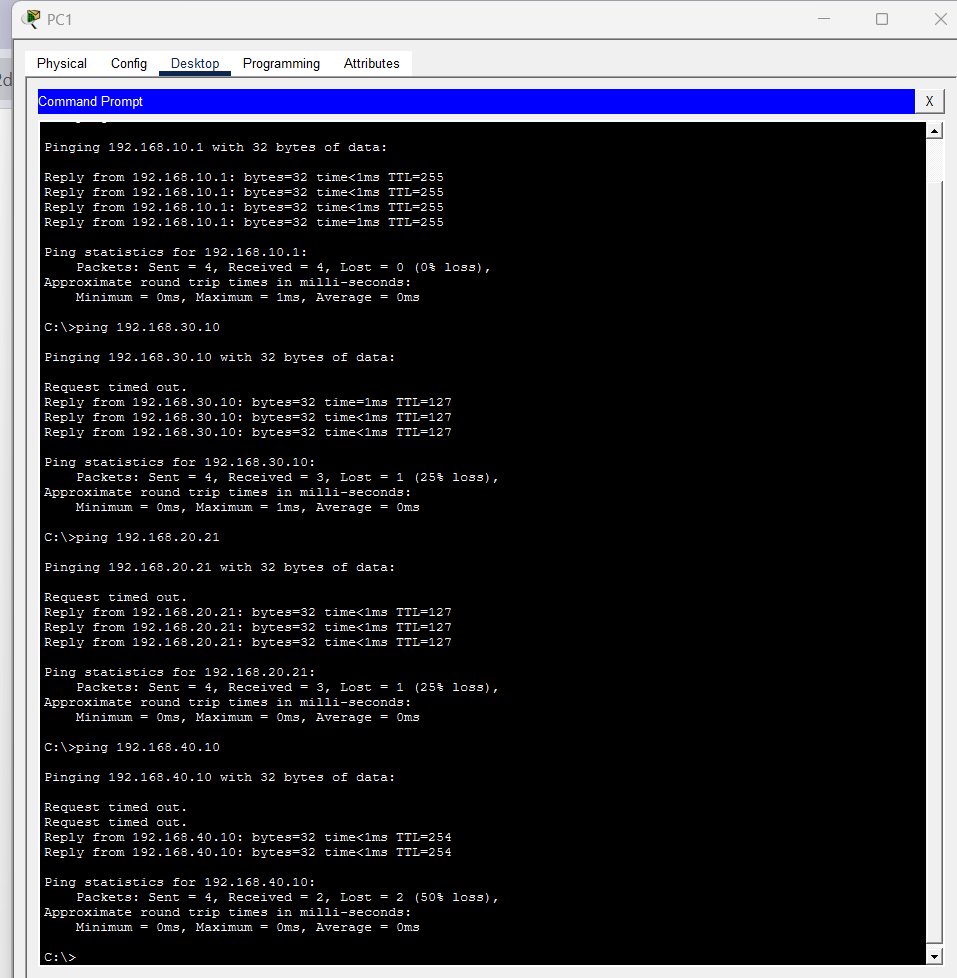 PC1
Physical Config Desktop Programming Attributes
Command Prompt
X
Pinging 192.168.10.1 with 32 bytes of data:
Reply from 192.168.10.1: bytes=32 time<1ms TTL=255
Reply from 192.168.10.1: bytes=32 time<1ms TTL=255
Reply from 192.168.10.1: bytes=32 time<1ms TTL=255
Reply from 192.168.10.1: bytes=32 time=1ms TTL=255
Ping statistics for 192.168.10.1:
    Packets: Sent = 4, Received = 4, Lost = 0 (0% loss),
Approximate round trip times in milli-seconds:
    Minimum = 0ms, Maximum = 1ms, Average = 0ms
C:\>ping 192.168.30.10
Pinging 192.168.30.10 with 32 bytes of data:
Request timed out.
Reply from 192.168.30.10: bytes=32 time=1ms TTL=127
Reply from 192.168.30.10: bytes=32 time<1ms TTL=127
Reply from 192.168.30.10: bytes=32 time<1ms TTL=127
Ping statistics for 192.168.30.10:
    Packets: Sent = 4, Received = 3, Lost = 1 (25% loss),
Approximate round trip times in milli-seconds:
    Minimum = 0ms, Maximum = 1ms, Average = 0ms
C:\>ping 192.168.20.21
Pinging 192.168.20.21 with 32 bytes of data:
Request timed out.
Reply from 192.168.20.21: bytes=32 time<1ms TTL=127
Reply from 192.168.20.21: bytes=32 time<1ms TTL=127
Reply from 192.168.20.21: bytes=32 time<1ms TTL=127
Ping statistics for 192.168.20.21:
    Packets: Sent = 4, Received = 3, Lost = 1 (25% loss),
Approximate round trip times in milli-seconds:
    Minimum = 0ms, Maximum = 0ms, Average = 0ms
C:\>ping 192.168.40.10
Pinging 192.168.40.10 with 32 bytes of data:
Request timed out.
Request timed out.
Reply from 192.168.40.10: bytes=32 time<1ms TTL=254
Reply from 192.168.40.10: bytes=32 time<1ms TTL=254
Ping statistics for 192.168.40.10:
    Packets: Sent = 4, Received = 2, Lost = 2 (50% loss),
Approximate round trip times in milli-seconds:
    Minimum = 0ms, Maximum = 0ms, Average = 0ms
C:\>